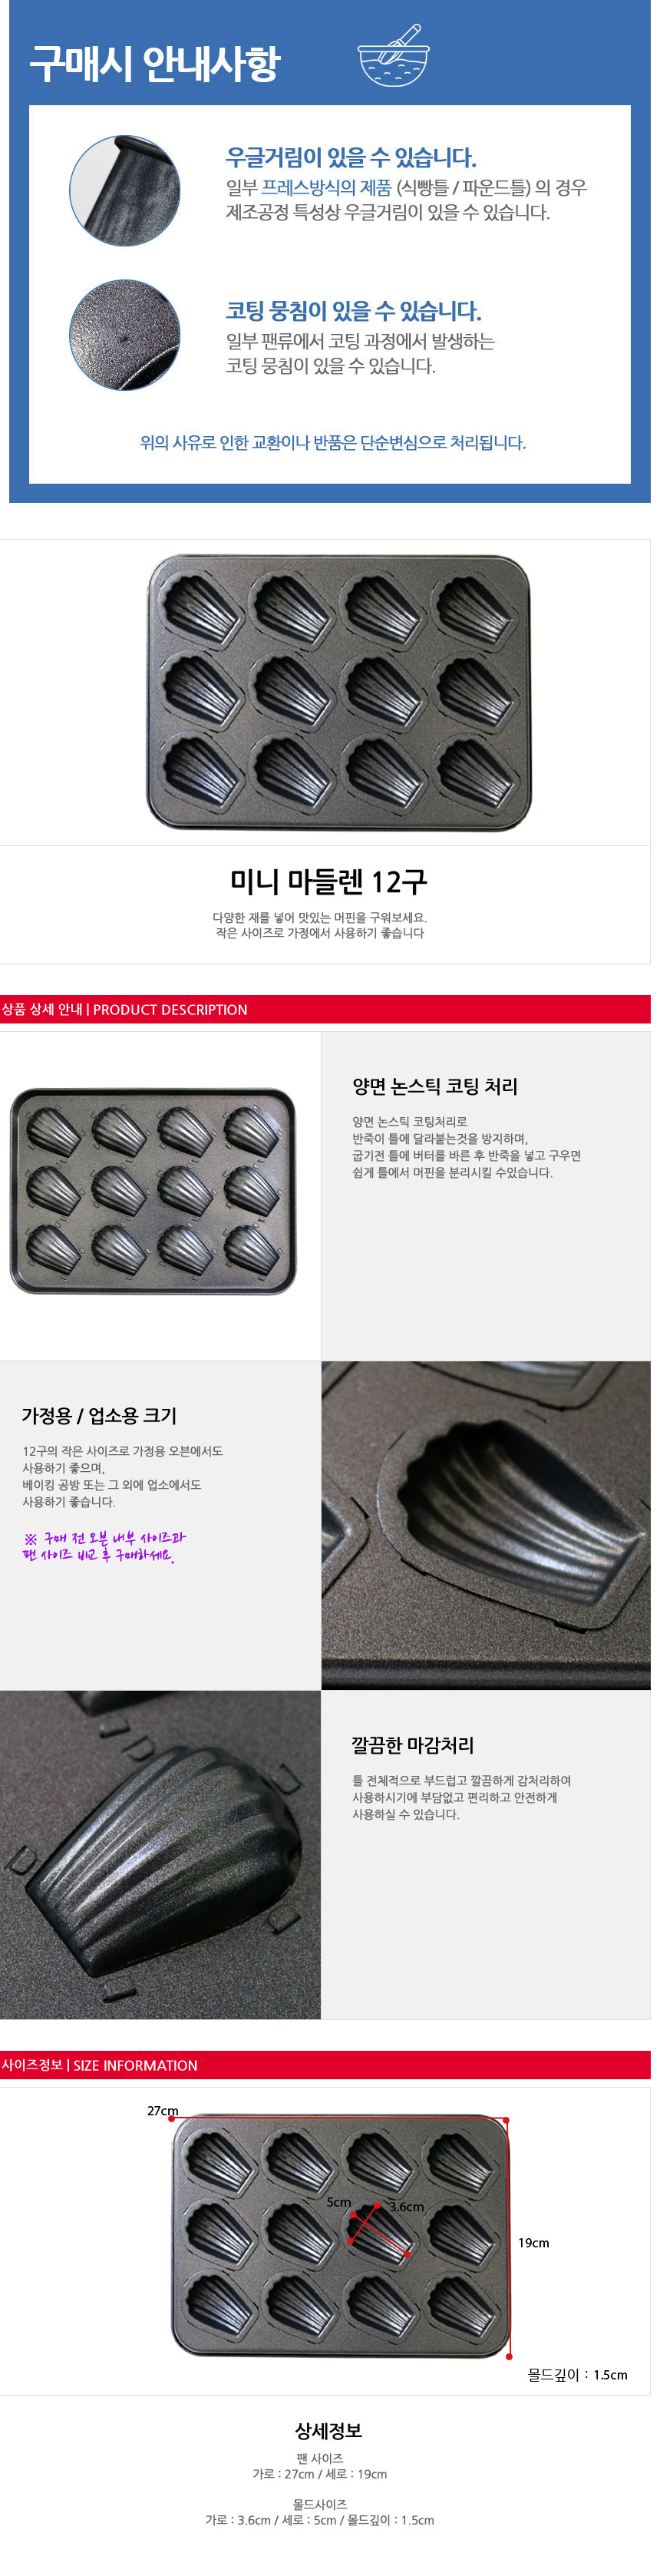 구매시 안내사항
우글거림이 있을 수 있습니다.
일부 프레스방식의 제품 (식빵틀 / 파운드틀) 의 경우
제조공정 특성상 우글거림이 있을 수 있습니다.
코팅 뭉침이 있을 수 있습니다.
일부 팬류에서 코팅 과정에서 발생하는
코팅 뭉침이 있을 수 있습니다.
위의 사유로 인한 교환이나 반품은 단순변심으로 처리됩니다.
미니 마들렌 12구
다양한 재를 넣어 맛있는 머핀을 구워보세요.
작은 사이즈로 가정에서 사용하기 좋습니다
상품 상세 안내 | PRODUCT DESCRIPTION
양면 논스틱 코팅 처리
양면 논스틱 코팅처리로
반죽이 틀에 달라붙는것을 방지하며,
굽기전 틀에 버터를 바른 후 반죽을 넣고 구우면
쉽게 틀에서 머핀을 분리시킬 수있습니다.
가정용 / 업소용 크기
12구의 작은 사이즈로 가정용 오븐에서도
사용하기 좋으며,
베이킹 공방 또는 그 외에 업소에서도
사용하기 좋습니다.
※ 구매 전 오븐 내부 사이즈과
팬 사이즈 비교 후 구매하세요.
깔끔한 마감처리
틀 전체적으로 부드럽고 깔끔하게 감처리하여
사용하시기에 부담없고 편리하고 안전하게
사용하실 수 있습니다.
사이즈정보 | SIZE INFORMATION
27cm
5cm
3.6cm
19cm
몰드깊이 : 1.5cm
상세정보
팬 사이즈
가로 : 27cm / 세로 : 19cm
몰드사이즈
가로 : 3.6cm / 세로 : 5cm / 몰드깊이 : 1.5cm